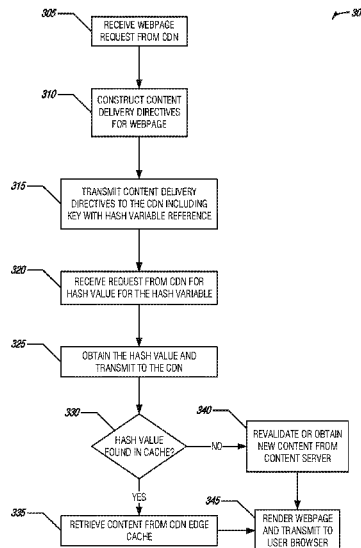 30
305
RECEIVE WEBPAGE
REQUEST FROM CDN
310
CONSTRUCT CONTENT
DELIVERY DIRECTIVES
FOR WEBPAGE
315
TRANSMIT CONTENT DELIVERY
DIRECTIVES TO THE CDN INCLUDING
KEY WITH HASH VARIABLE REFERENCE
320
RECEIVE REQUEST FROM CDN FOR
HASH VALUE FOR THE HASH VARIABLE
325
OBTAIN THE HASH VALUE AND
TRANSMIT TO THE CDN
330
HASH VALUE
FOUND IN CACHE?
NO
340
REVALIDATE OR OBTAIN
NEW CONTENT FROM
CONTENT SERVER
YES
335
RETRIEVE CONTENT FROM CDN EDGE
CACHE
345
RENDER WEBPAGE
AND TRANSMIT TO
USER BROWSER